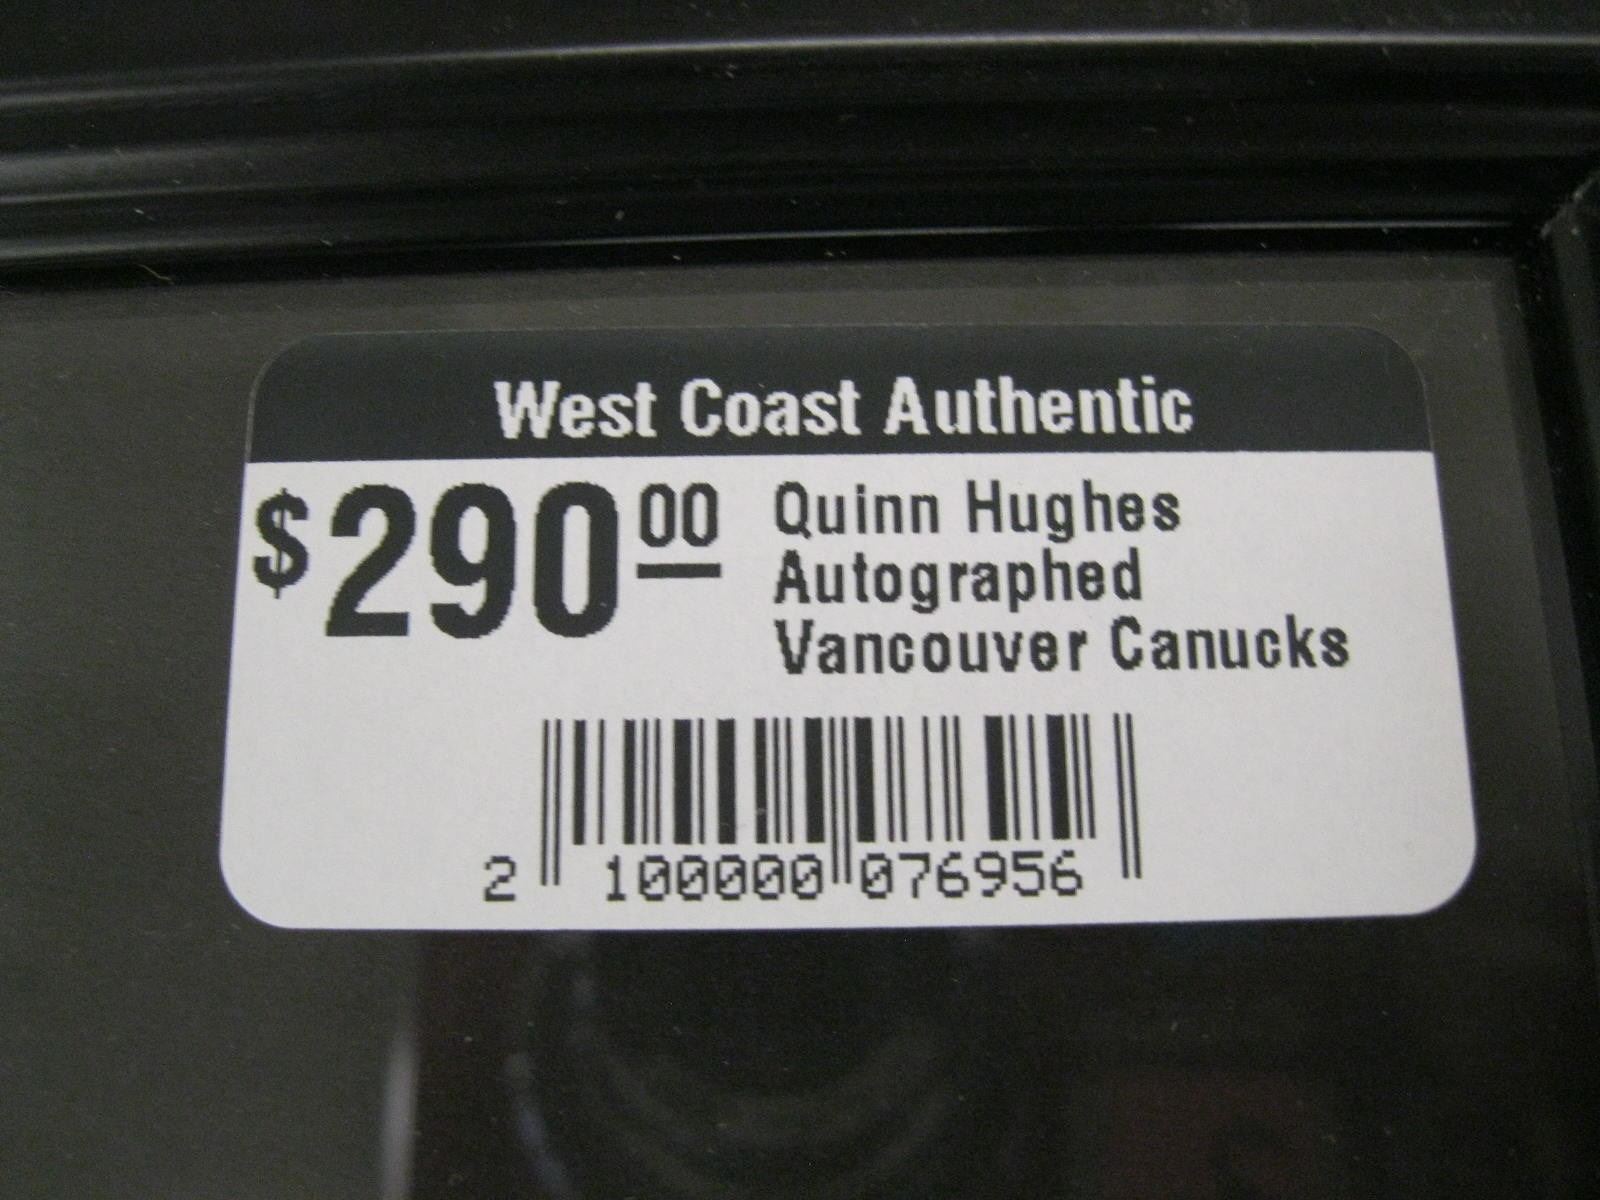 West Coast Authentic
$290 00
Quinn Hughes
Autographed
Vancouver Canucks
2 100000 076956